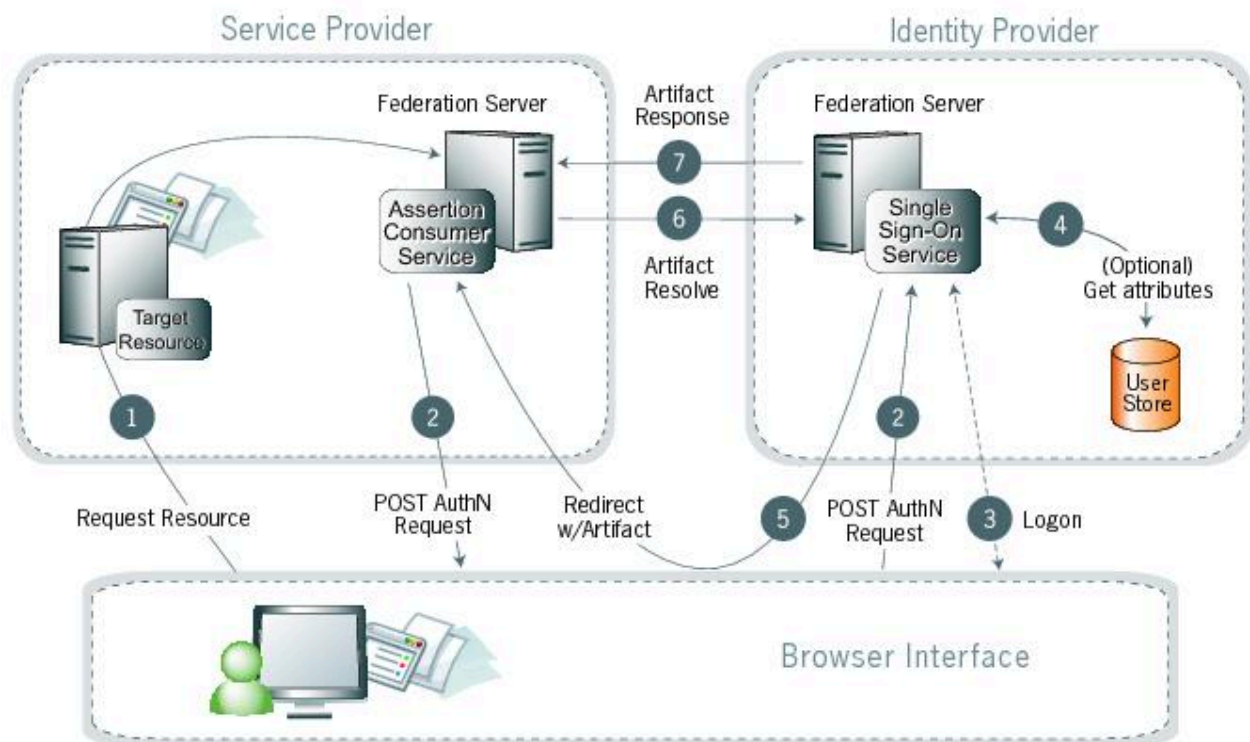 Service Provider
Identity Provider
Federation Server
Artifact
Response
Federation Server
7
Assertion
Consumer
Service
6
Single
Sign-On
Service
4
Artifact
Resolve
(Optional)
Get attributes
Target
Resource
User
Store
1
2
2
Request Resource
POST AuthN
Request
Redirect
w/Artifact
5
POST AuthN
Request
3
Logon
Browser Interface